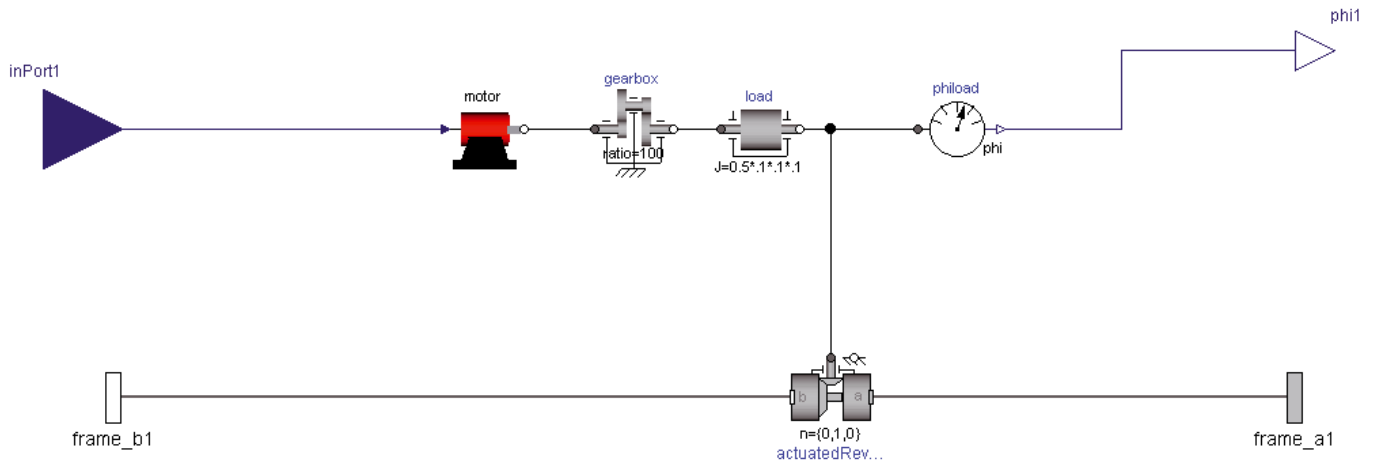 phi1
inPort1
gearbox
motor
load
phiload
ratio=100
phi
J=0.5*.1*.1*.1
b
a
n={0,1,0}
frame_b1
frame_a1
actuatedRev...